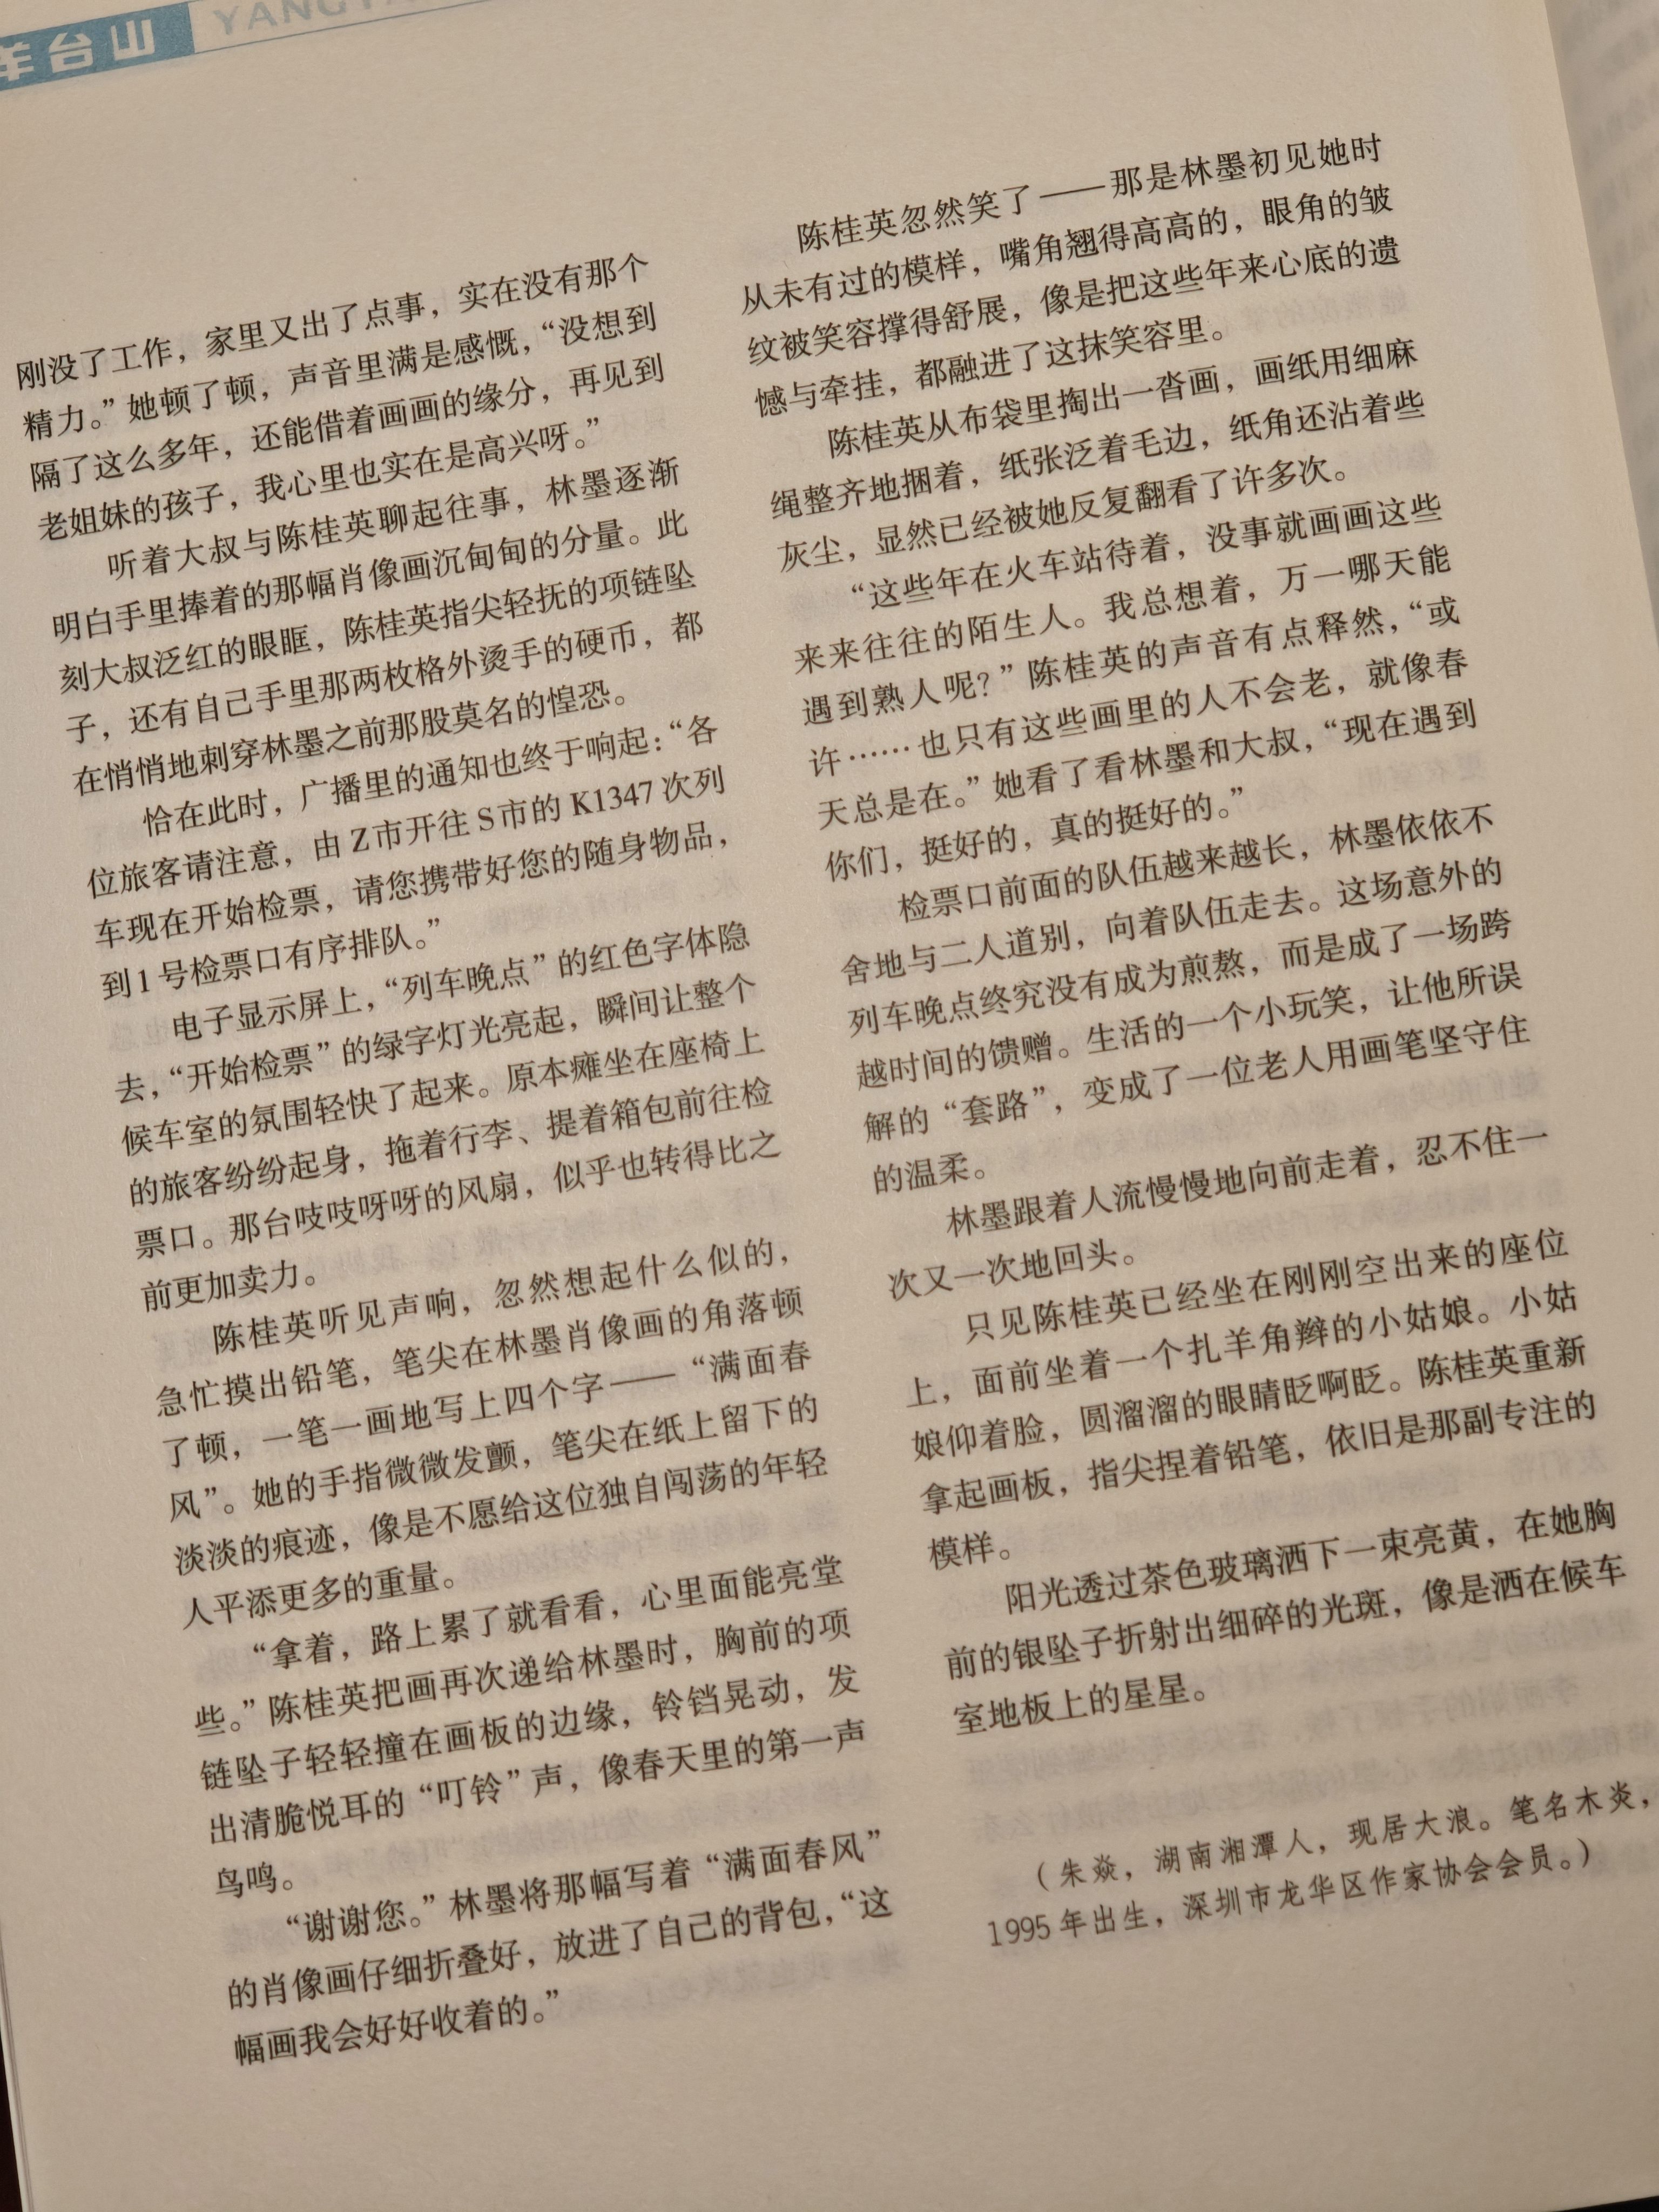 羊台山
YANGTA
刚没了工作，家里又出了点事，实在没有那个
精力。”她顿了顿，声音里满是感慨，“没想到
隔了这么多年，还能借着画画的缘分，再见到
老姐妹的孩子，我心里也实在是高兴呀。”
听着大叔与陈桂英聊起往事，林墨逐渐
明白手里捧着的那幅肖像画沉甸甸的分量。此
刻大叔泛红的眼眶，陈桂英指尖轻抚的项链坠
子，还有自己手里那两枚格外烫手的硬币，都
在悄悄地刺穿林墨之前那股莫名的惶恐。
恰在此时，广播里的通知也终于响起：“各
位旅客请注意，由Z市开往S市的K1347次列
车现在开始检票，请您携带好您的随身物品，
到1号检票口有序排队。”
电子显示屏上，“列车晚点”的红色字体隐
去，“开始检票”的绿字灯光亮起，瞬间让整个
候车室的氛围轻快了起来。原本瘫坐在座椅上
的旅客纷纷起身，拖着行李、提着箱包前往检
票口。那台吱吱呀呀的风扇，似乎也转得比之
前更加卖力。
陈桂英听见声响，忽然想起什么似的，
急忙摸出铅笔，笔尖在林墨肖像画的角落顿
了顿，一笔一画地写上四个字——“满面春
风”。她的手指微微发颤，笔尖在纸上留下的
淡淡的痕迹，像是不愿给这位独自闯荡的年轻
人平添更多的重量。
“拿着，路上累了就看看，心里面能亮堂
些。”陈桂英把画再次递给林墨时，胸前的项
链坠子轻轻撞在画板的边缘，铃铛晃动，发
出清脆悦耳的“叮铃”声，像春天里的第一声
鸟鸣。
“谢谢您。”林墨将那幅写着“满面春风”
的肖像画仔细折叠好，放进了自己的背包，“这
幅画我会好好收着的。”
陈桂英忽然笑了——那是林墨初见她时
从未有过的模样，嘴角翘得高高的，眼角的皱
纹被笑容撑得舒展，像是把这些年来心底的遗
憾与牵挂，都融进了这抹笑容里。
陈桂英从布袋里掏出一沓画，画纸用细麻
绳整齐地捆着，纸张泛着毛边，纸角还沾着些
灰尘，显然已经被她反复翻看了许多次。
“这些年在火车站待着，没事就画画这些
来来往往的陌生人。我总想着，万一哪天能
遇到熟人呢？”陈桂英的声音有点释然，“或
许……也只有这些画里的人不会老，就像春
天总是在。”她看了看林墨和大叔，“现在遇到
你们，挺好的，真的挺好的。”
检票口前面的队伍越来越长，林墨依依不
舍地与二人道别，向着队伍走去。这场意外的
列车晚点终究没有成为煎熬，而是成了一场跨
越时间的馈赠。生活的一个小玩笑，让他所误
解的“套路”，变成了一位老人用画笔坚守住
的温柔。
林墨跟着人流慢慢地向前走着，忍不住一
次又一次地回头。
只见陈桂英已经坐在刚刚空出来的座位
上，面前坐着一个扎羊角辫的小姑娘。小姑
娘仰着脸，圆溜溜的眼睛眨啊眨。陈桂英重新
拿起画板，指尖捏着铅笔，依旧是那副专注的
模样。
阳光透过茶色玻璃洒下一束亮黄，在她胸
前的银坠子折射出细碎的光斑，像是洒在候车
室地板上的星星。
（朱焱，湖南湘潭人，现居大浪。笔名木炎，
1995年出生，深圳市龙华区作家协会会员。）